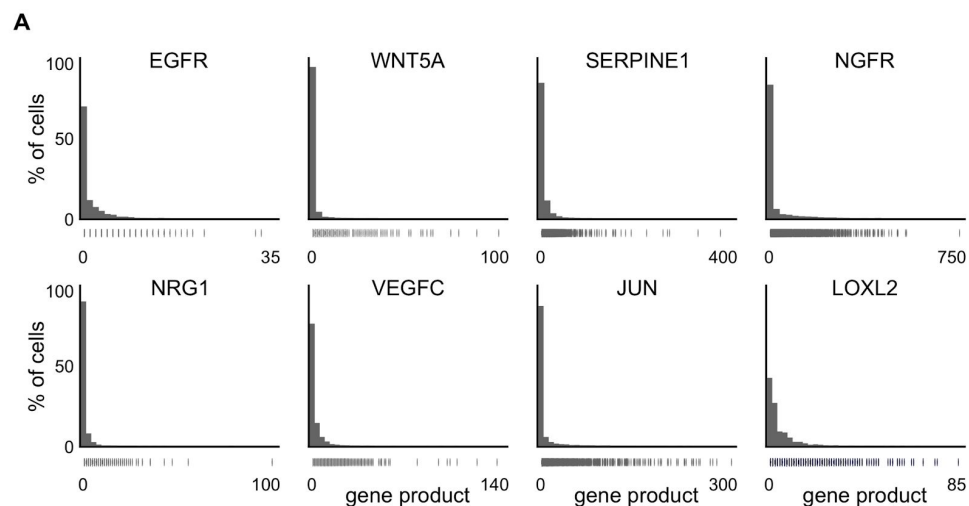 A
EGFR WNT5A SERPINE1 NGFR
% of cells
100
50
0
0 35 0 100 0 400 0 750
NRG1 VEGFC JUN LOXL2
% of cells
100
50
0
0 100 0 140 0 300 0 85
gene product gene product gene product